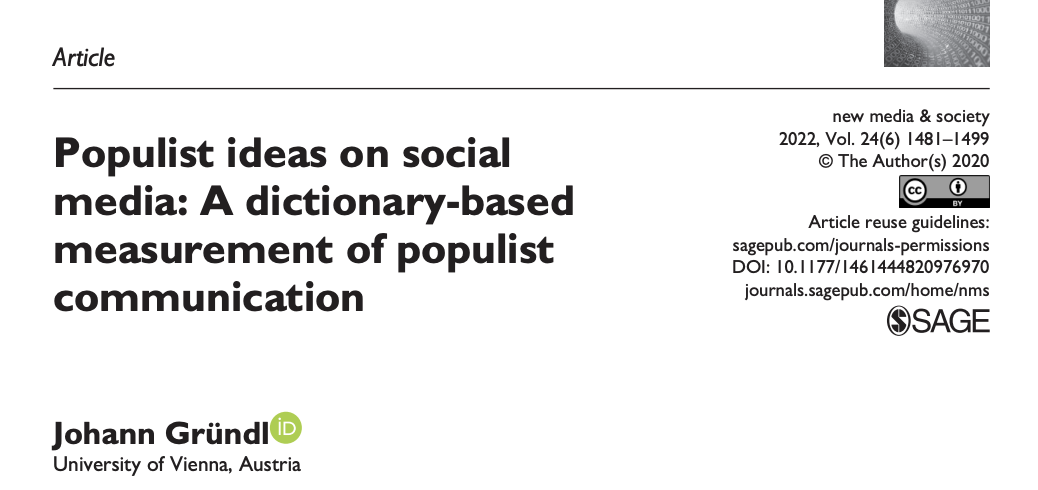 Article
Populist ideas on social
media: A dictionary-based
measurement of populist
communication
new media & society
2022, Vol. 24(6) 1481–1499
© The Author(s) 2020
cc BY
Article reuse guidelines:
sagepub.com/journals-permissions
DOI: 10.1177/1461444820976970
journals.sagepub.com/home/nms
SAGE
Johann Gründl iD
University of Vienna, Austria